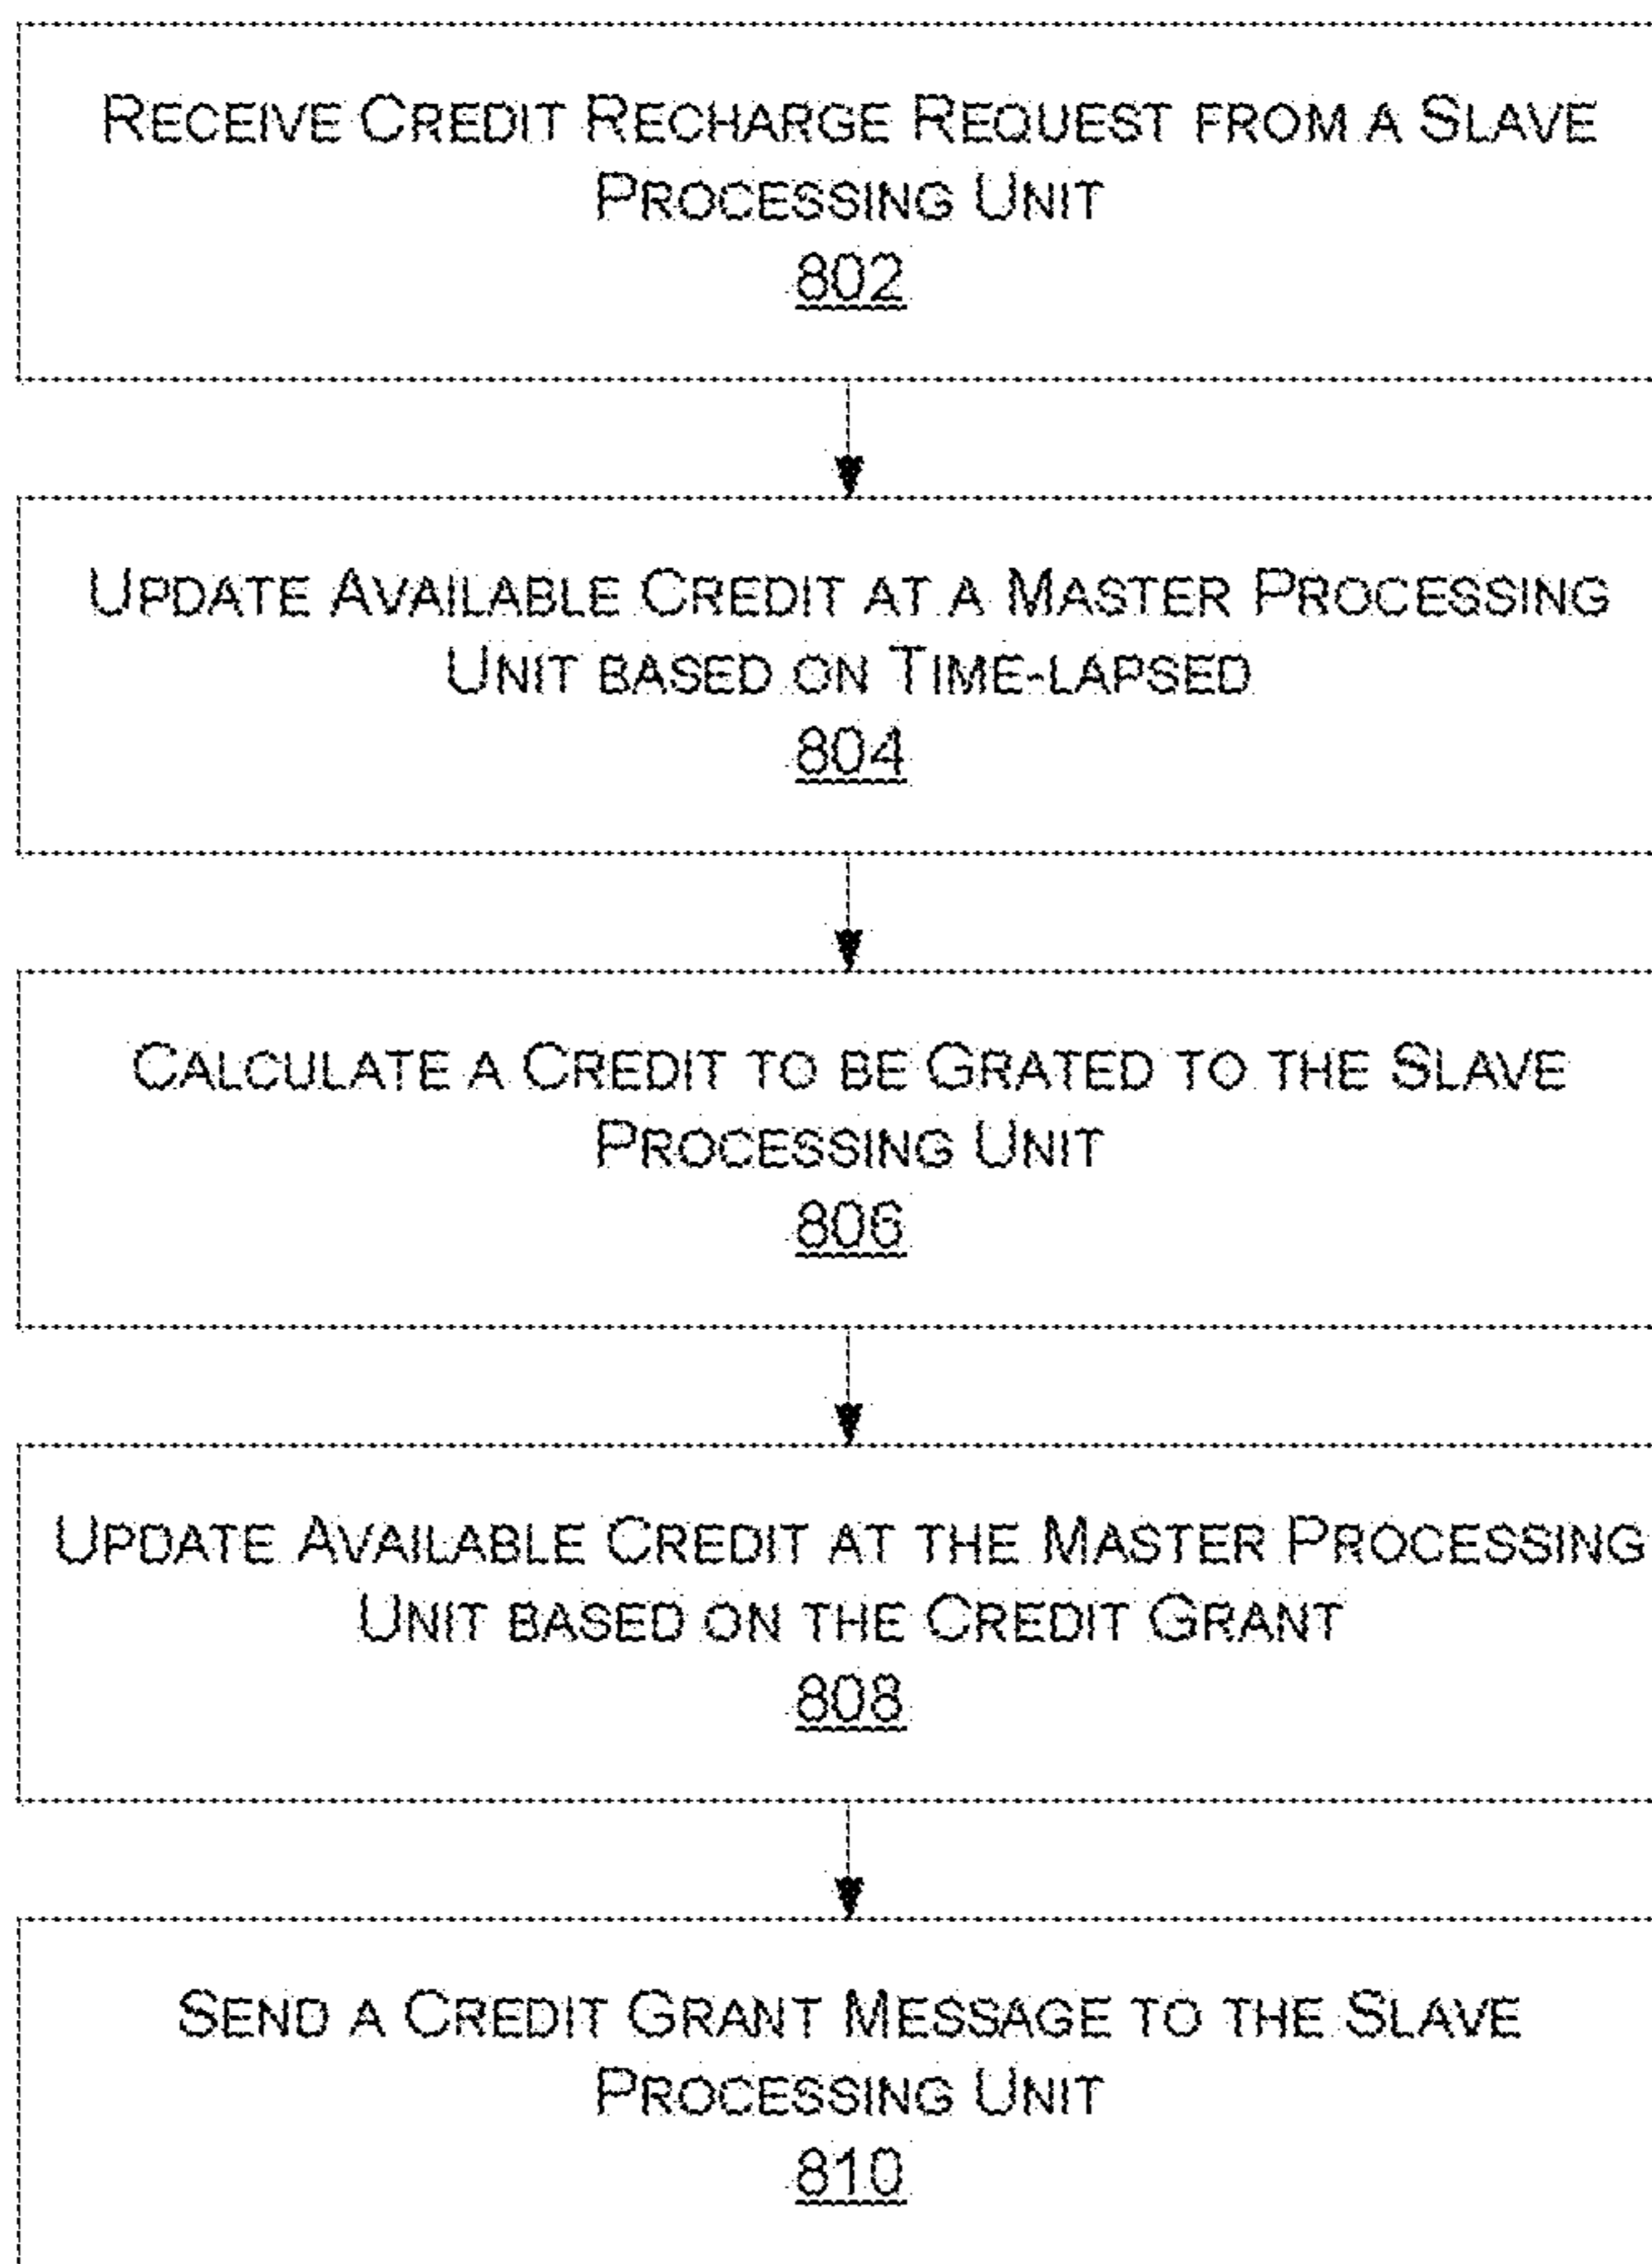 RECEIVE CREDIT RECHARGE REQUEST FROM A SLAVE
PROCESSING UNIT
802
UPDATE AVAILABLE CREDIT AT A MASTER PROCESSING
UNIT BASED ON TIME-LAPSED
804
CALCULATE A CREDIT TO BE GRATED TO THE SLAVE
PROCESSING UNIT
806
UPDATE AVAILABLE CREDIT AT THE MASTER PROCESSING
UNIT BASED ON THE CREDIT GRANT
808
SEND A CREDIT GRANT MESSAGE TO THE SLAVE
PROCESSING UNIT
810